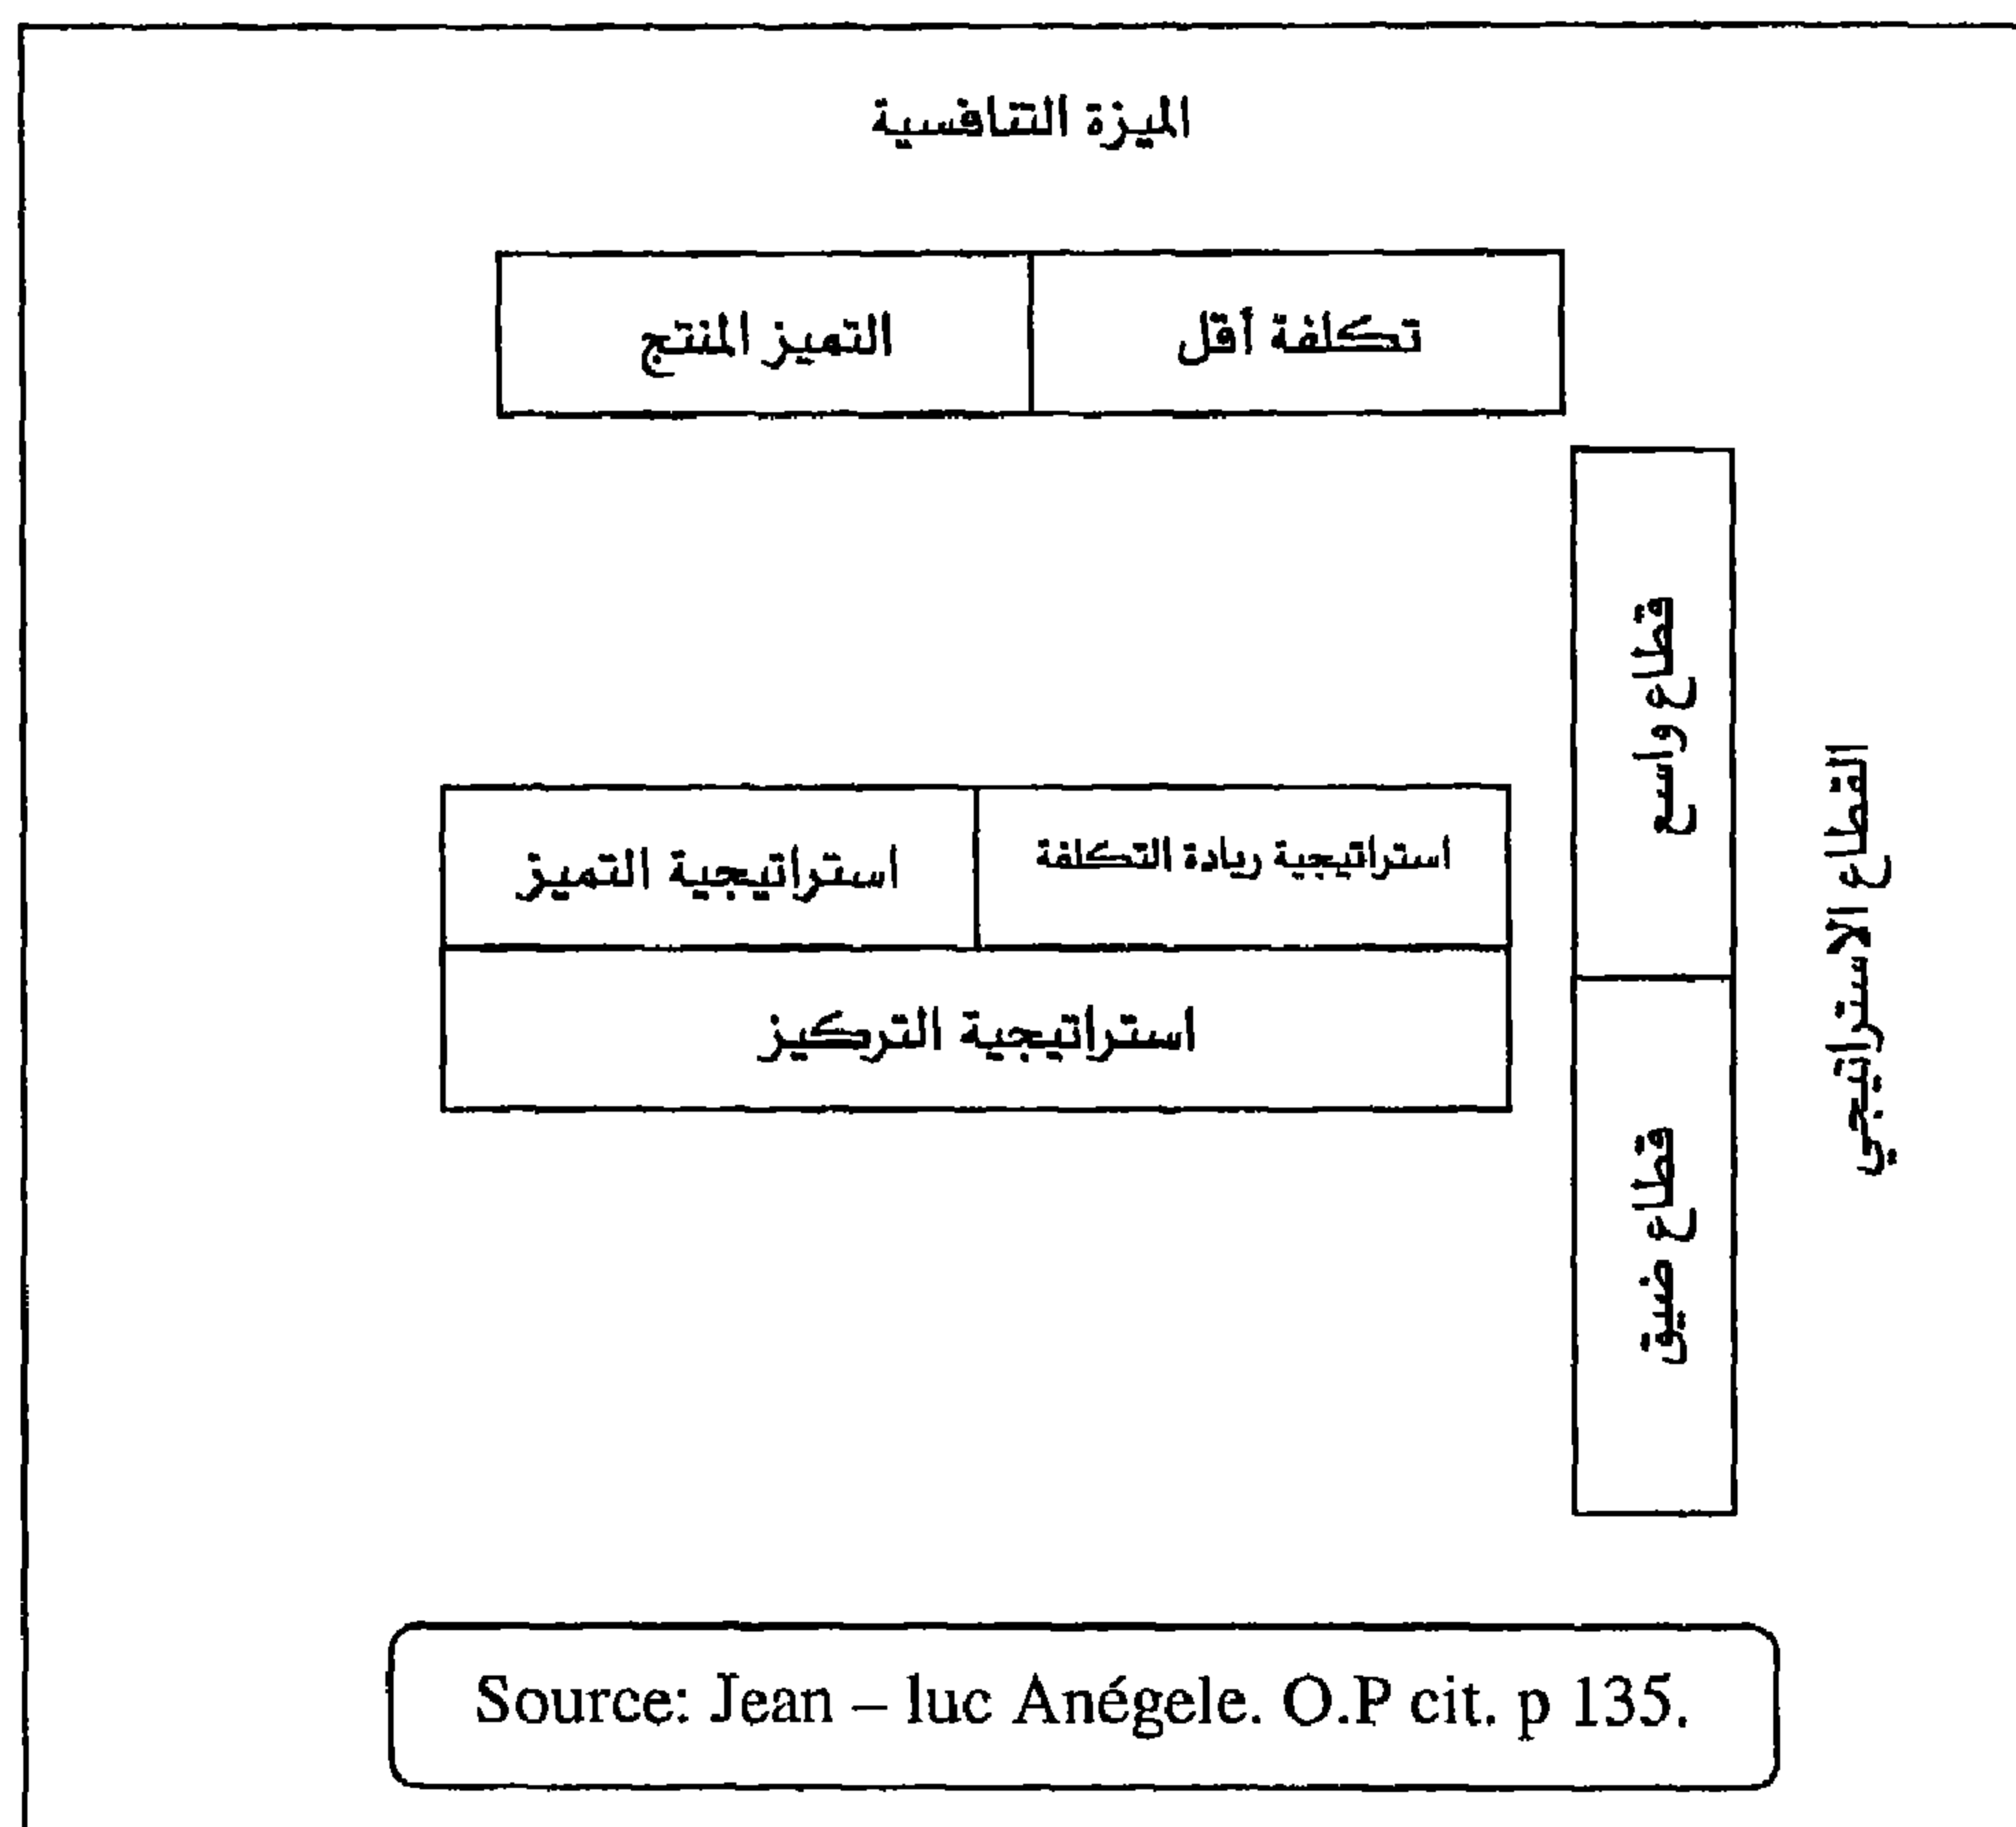 الميزة التنافسية
تكلفة أقل
التميز المنتج
قطاع واسع
القطاع الاستراتيجي
استراتيجية ريادة التكلفة
استراتيجية التميز
استراتيجية التركيز
قطاع ضيق
Source: Jean – luc Anégele. O.P cit. p 135.